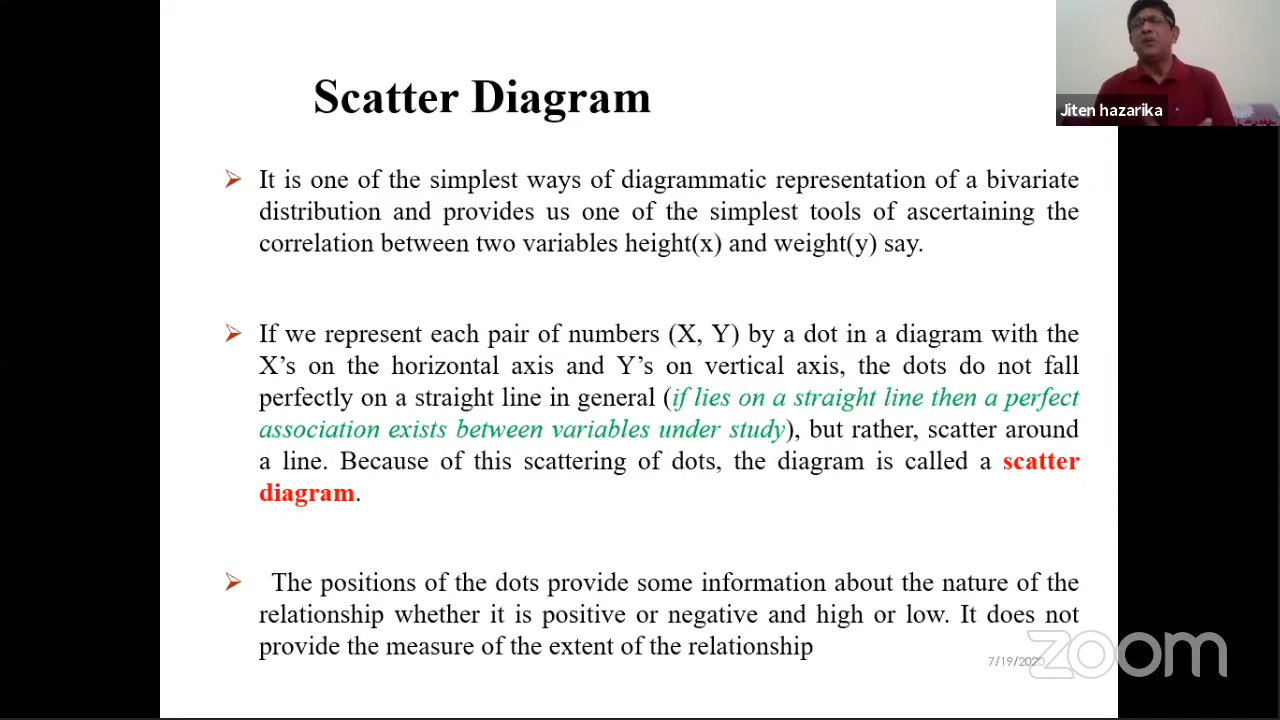 Scatter Diagram
Jiten hazarika
It is one of the simplest ways of diagrammatic representation of a bivariate
distribution and provides us one of the simplest tools of ascertaining the
correlation between two variables height(x) and weight(y) say.
If we represent each pair of numbers (X, Y) by a dot in a diagram with the
X’s on the horizontal axis and Y’s on vertical axis, the dots do not fall
perfectly on a straight line in general (if lies on a straight line then a perfect
association exists between variables under study), but rather, scatter around
a line. Because of this scattering of dots, the diagram is called a scatter
diagram.
The positions of the dots provide some information about the nature of the
relationship whether it is positive or negative and high or low. It does not
provide the measure of the extent of the relationship
7/19/2020
zoom